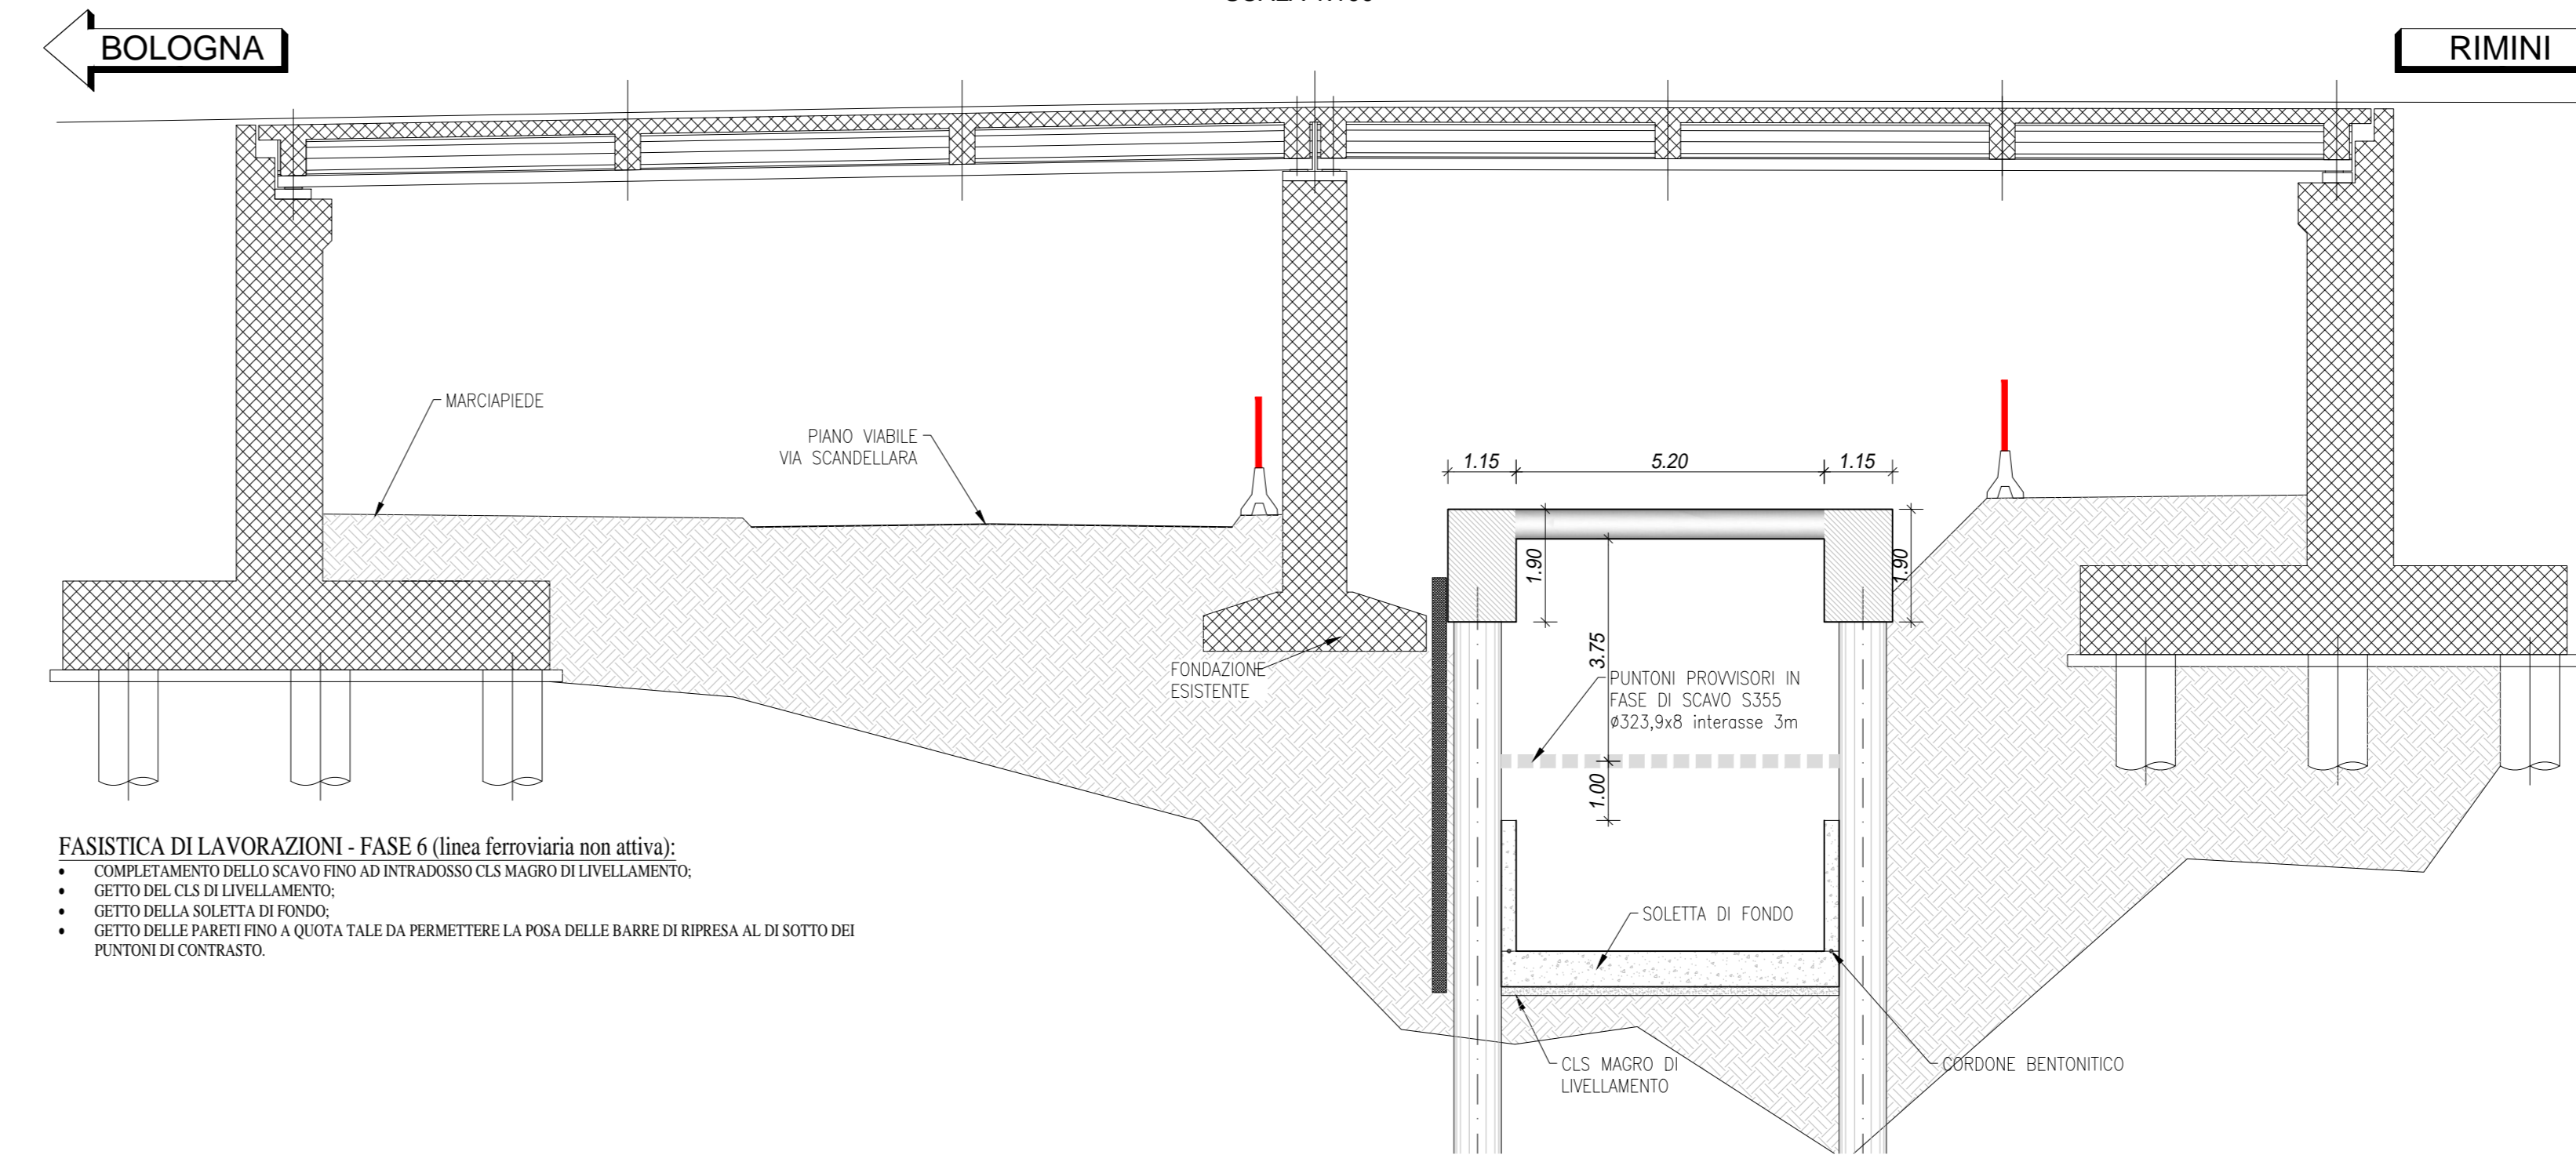 BOLOGNA
RIMINI
MARCIAPIEDE
PIANO VIABILE
VIA SCANDELLARA
1.15
5.20
1.15
1.90
1.90
3.75
FONDAZIONE
ESISTENTE
PUNTONI PROVVISORI IN
FASE DI SCAVO S355
ø323,9x8 interasse 3m
1.00
FASISTICA DI LAVORAZIONI - FASE 6 (linea ferroviaria non attiva):
• COMPLETAMENTO DELLO SCAVO FINO AD INTRADOSSO CLS MAGRO DI LIVELLAMENTO;
• GETTO DEL CLS DI LIVELLAMENTO;
• GETTO DELLA SOLETTA DI FONDO;
• GETTO DELLE PARETI FINO A QUOTA TALE DA PERMETTERE LA POSA DELLE BARRE DI RIPRESA AL DI SOTTO DEI
PUNTONI DI CONTRASTO.
SOLETTA DI FONDO
CLS MAGRO DI
LIVELLAMENTO
CORDONE BENTONITICO